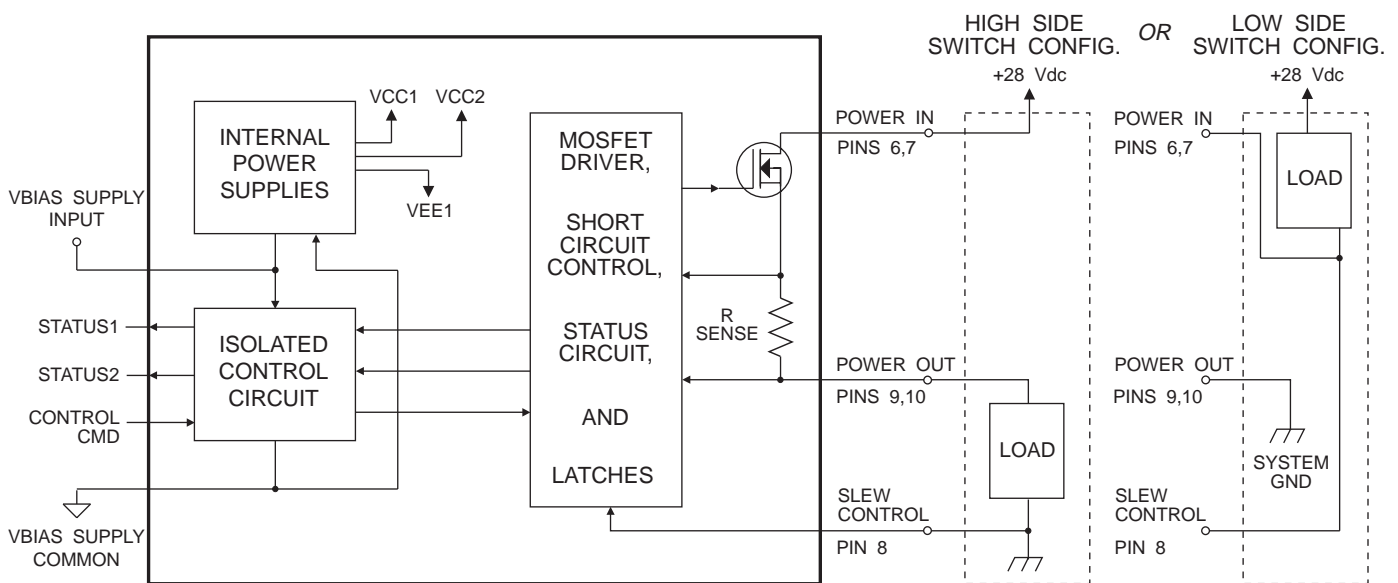 HIGH SIDE
SWITCH CONFIG.
OR
LOW SIDE
SWITCH CONFIG.
+28 Vdc
+28 Vdc
VCC1
VCC2
INTERNAL
POWER
SUPPLIES
VEE1
VBIAS SUPPLY
INPUT
MOSFET
DRIVER,
SHORT
CIRCUIT
CONTROL,
STATUS
CIRCUIT,
AND
LATCHES
POWER IN
PINS 6,7
POWER IN
PINS 6,7
LOAD
R
SENSE
STATUS1
STATUS2
CONTROL
CMD
ISOLATED
CONTROL
CIRCUIT
POWER OUT
PINS 9,10
POWER OUT
PINS 9,10
LOAD
SYSTEM
GND
SLEW
CONTROL
PIN 8
SLEW
CONTROL
PIN 8
VBIAS SUPPLY
COMMON